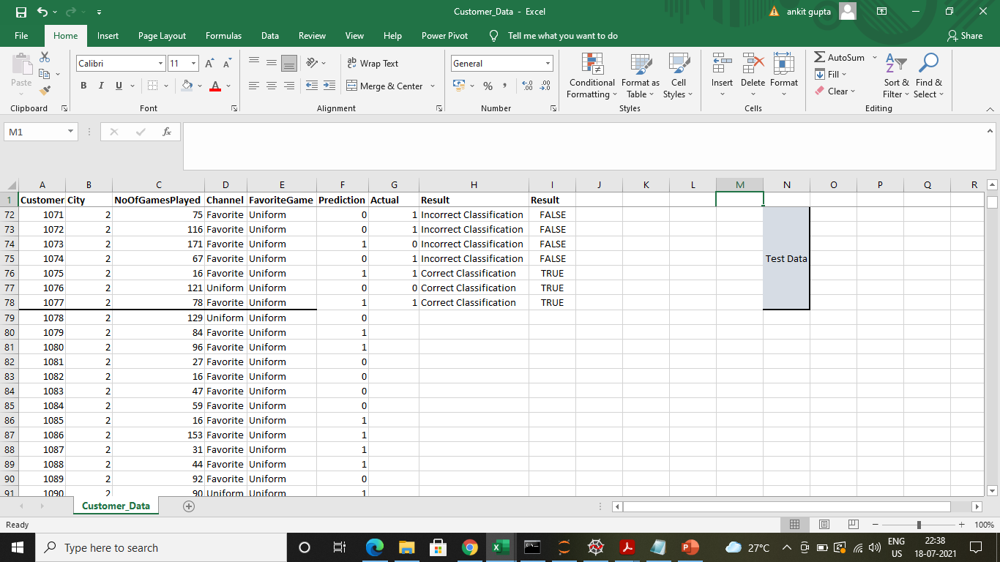 Customer_Data - Excel
ankit gupta
File Home Insert Page Layout Formulas Data Review View Help Power Pivot Tell me what you want to do Share
Paste
Calibri 11
B I U
Wrap Text
Merge & Center
General
Conditional Formatting
Format as Table
Cell Styles
Insert Delete Format
AutoSum
Fill
Clear
Sort & Filter
Find & Select
Clipboard Font Alignment Number Styles Cells Editing
M1 fx
A B C D E F G H I J K L M N O P Q R
1 Customer City NoOfGamesPlayed Channel FavoriteGame Prediction Actual Result Result
72 1071 2 75 Favorite Uniform 0 1 Incorrect Classification FALSE
73 1072 2 116 Favorite Uniform 0 1 Incorrect Classification FALSE
74 1073 2 171 Favorite Uniform 1 0 Incorrect Classification FALSE
75 1074 2 67 Favorite Uniform 0 1 Incorrect Classification FALSE Test Data
76 1075 2 16 Favorite Uniform 1 1 Correct Classification TRUE
77 1076 2 121 Uniform Uniform 0 0 Correct Classification TRUE
78 1077 2 78 Favorite Uniform 1 1 Correct Classification TRUE
79 1078 2 129 Uniform Uniform 0
80 1079 2 84 Favorite Uniform 1
81 1080 2 96 Favorite Uniform 1
82 1081 2 27 Favorite Uniform 0
83 1082 2 16 Favorite Uniform 0
84 1083 2 47 Favorite Uniform 0
85 1084 2 59 Favorite Uniform 0
86 1085 2 16 Favorite Uniform 1
87 1086 2 153 Favorite Uniform 1
88 1087 2 31 Favorite Uniform 1
89 1088 2 44 Favorite Uniform 1
90 1089 2 92 Favorite Uniform 0
91 1090 2 90 Uniform Uniform 1
Customer_Data
Ready 100%
Type here to search
27°C
ENG
US
22:38
18-07-2021